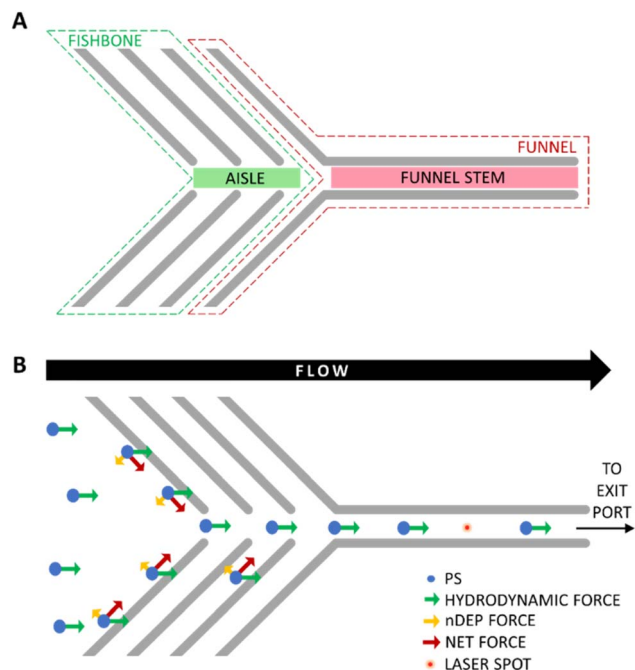 A
FISHBONE
FUNNEL
AISLE
FUNNEL STEM
B
FLOW
TO
EXIT
PORT
PS
HYDRODYNAMIC FORCE
nDEP FORCE
NET FORCE
LASER SPOT